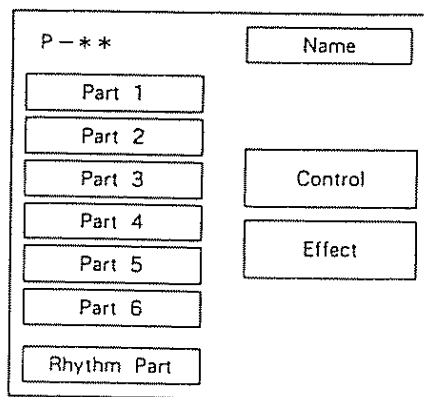 P-**
Name
Part 1
Part 2
Part 3
Part 4
Part 5
Part 6
Rhythm Part
Control
Effect